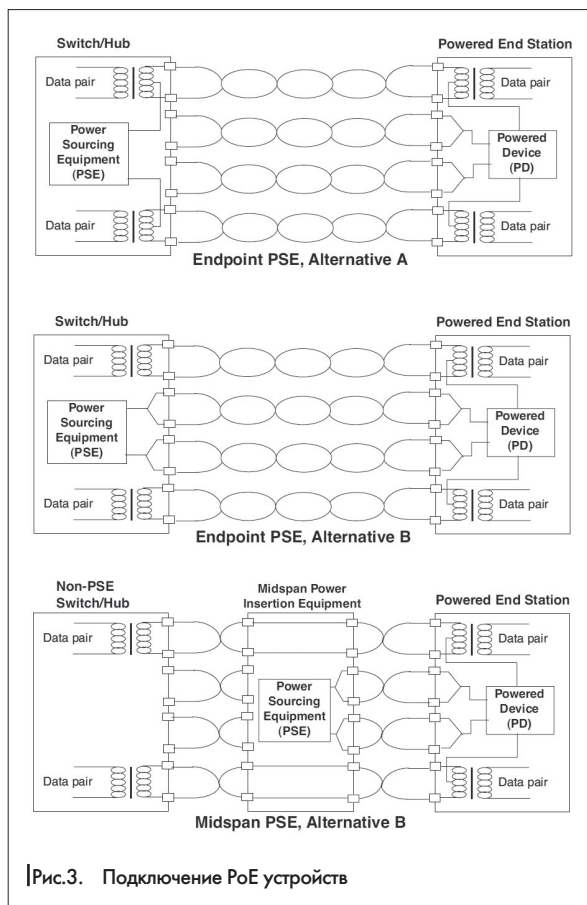 Switch/Hub
Powered End Station
Data pair
Data pair
Power
Sourcing
Equipment
(PSE)
Powered
Device
(PD)
Data pair
Data pair
Endpoint PSE, Alternative A
Switch/Hub
Powered End Station
Data pair
Data pair
Power
Sourcing
Equipment
(PSE)
Powered
Device
(PD)
Data pair
Data pair
Endpoint PSE, Alternative B
Non-PSE
Switch/Hub
Midspan Power
Insertion Equipment
Powered End Station
Data pair
Data pair
Power
Sourcing
Equipment
(PSE)
Powered
Device
(PD)
Data pair
Data pair
Midspan PSE, Alternative B
Рис.3. Подключение PoE устройств